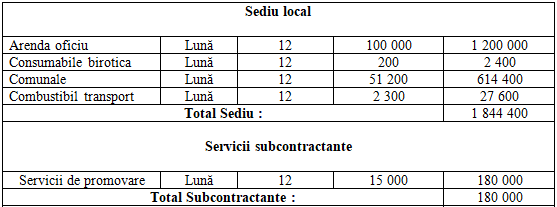 Sediu local
Arenda oficiu Lună 12 100 000 1 200 000
Consumabile birotica Lună 12 200 2 400
Comunale Lună 12 51 200 614 400
Combustibil transport Lună 12 2 300 27 600
Total Sediu : 1 844 400
Servicii subcontractante
Servicii de promovare Lună 12 15 000 180 000
Total Subcontractante : 180 000